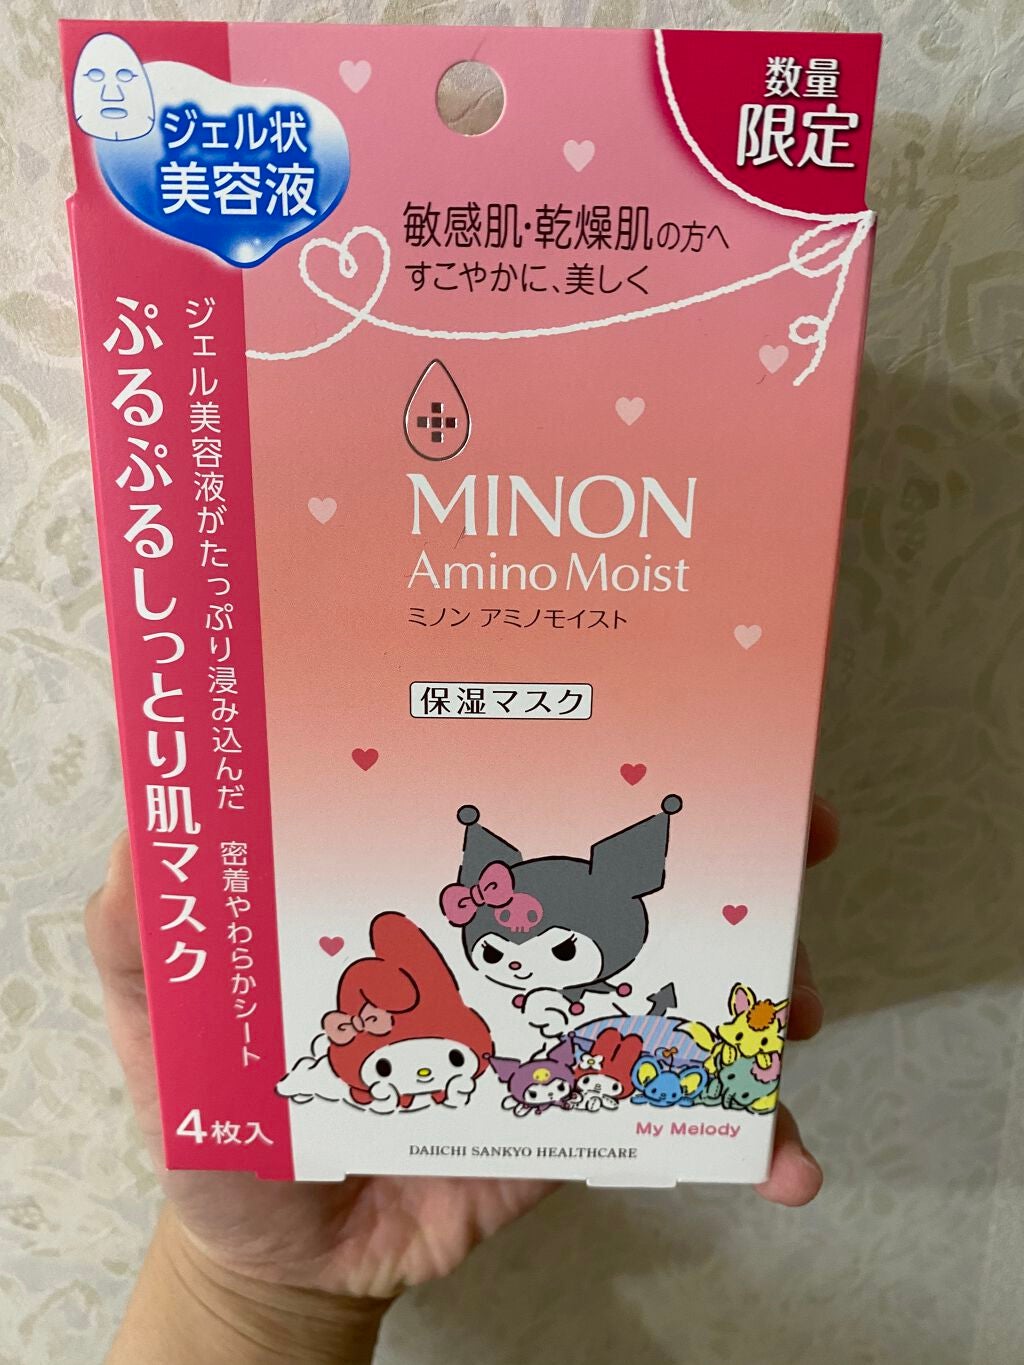 ジェル状
美容液
数量
限定
敏感肌・乾燥肌の方へ
すこやかに、美しく
ジェル美容液がたっぷり浸み込んだ 密着やわらかシート
ぷるぷるしっとり肌マスク
MINON
Amino Moist
ミノン アミノモイスト
保湿マスク
4枚入
My Melody
DAIICHI SANKYO HEALTHCARE